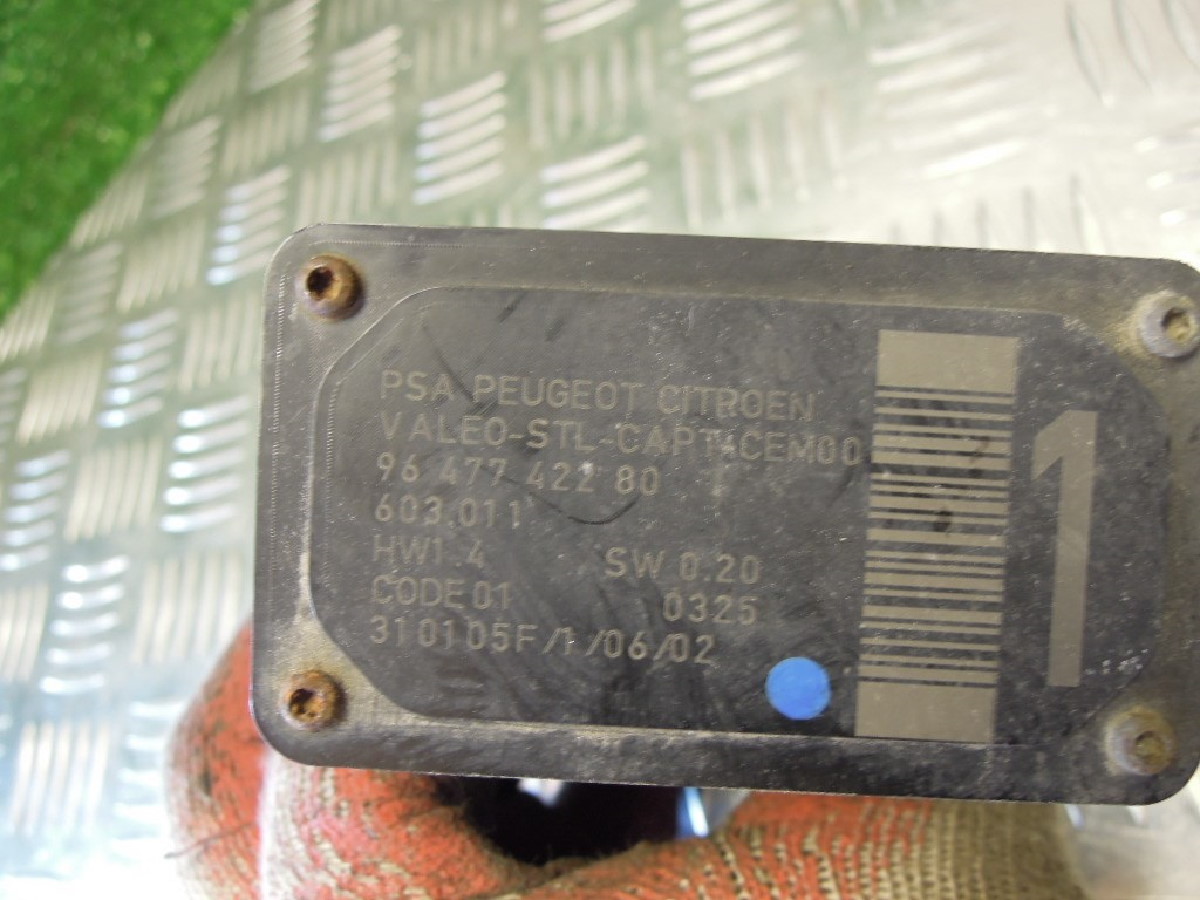 PSA PEUGEOT CITROEN
VALEO-STL-CAPT-CEM00
96 477 422 80
603.011
HW1.4 SW 0.20
CODE 01 0325
310105F/1/06/02
1